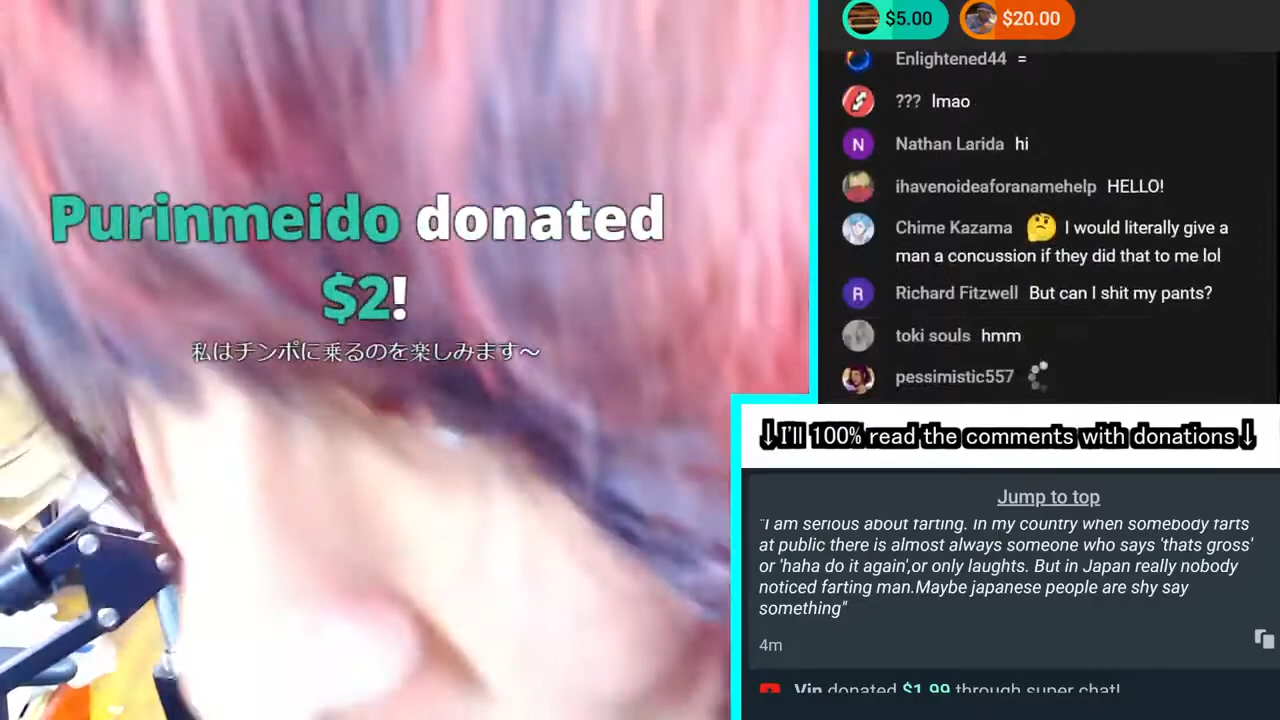 $5.00
$20.00
Enlightened44 =
??? lmao
Nathan Larida hi
ihavenoideaforanamehelp HELLO!
Chime Kazama 🤔 I would literally give a
man a concussion if they did that to me lol
Richard Fitzwell But can I shit my pants?
toki souls hmm
pessimistic557
Purinmeido donated
$2!
私はチンポに乗るのを楽しみます～
↓I'll 100% read the comments with donations↓
Jump to top
"I am serious about farting. In my country when somebody farts
at public there is almost always someone who says 'thats gross'
or 'haha do it again',or only laughts. But in Japan really nobody
noticed farting man.Maybe japanese people are shy say
something"
4m
Vin donated $1.99 through super chat!